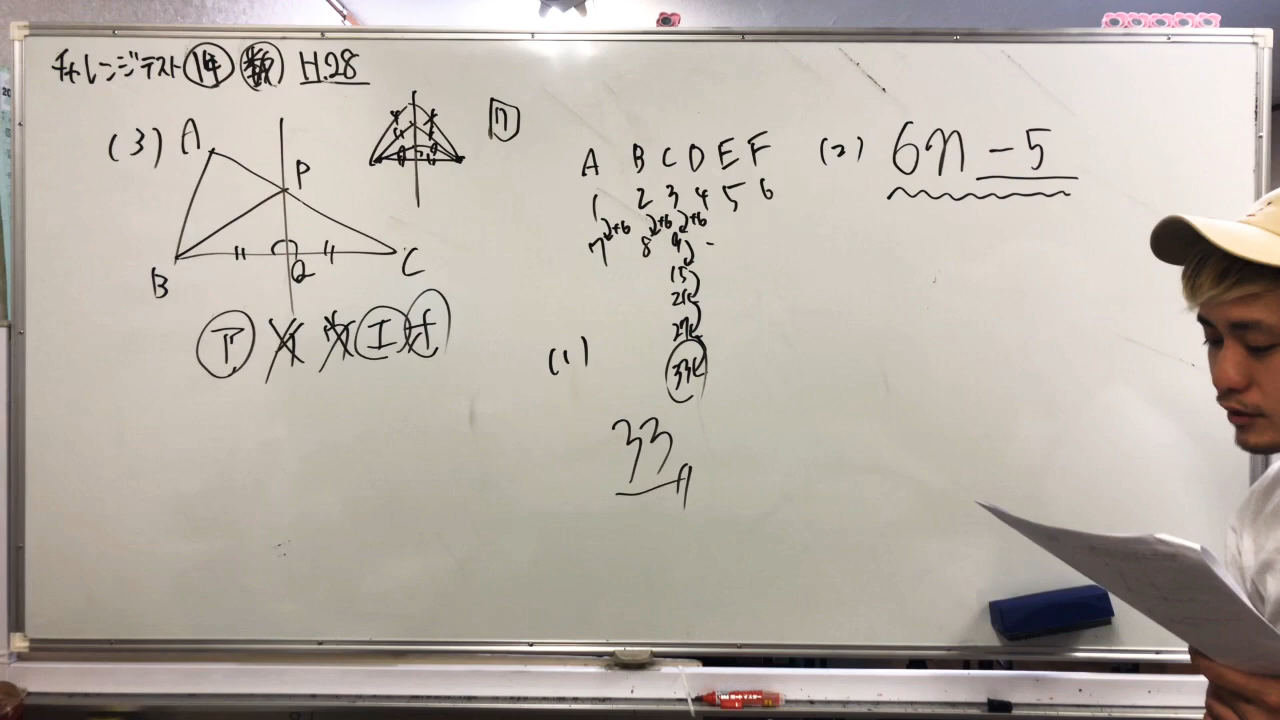 チャレンジテスト 1年 数 H.28
(3) A
P
B Q C
ア イ ウ エ オ
7
A B C D E F
1 2 3 4 5 6
+6 +6 +6
7 8 9
15
21
27
(1) 33
33
(2) 6n - 5